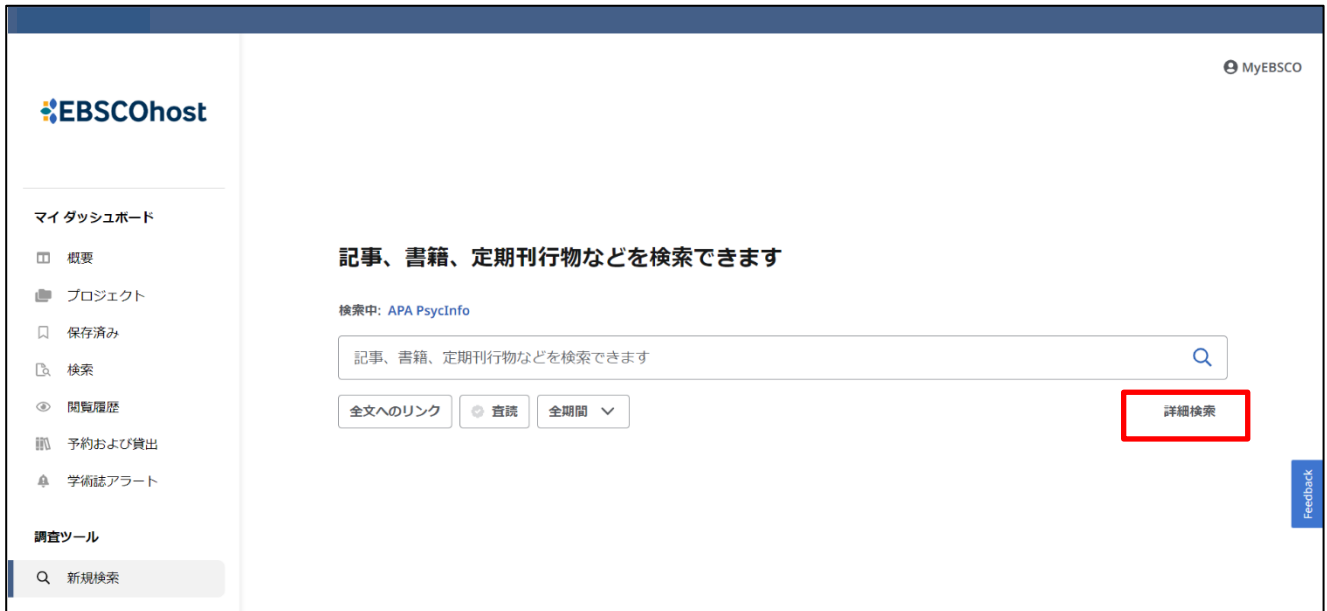 MyEBSCO
EBSCOhost
マイ ダッシュボード
概要
プロジェクト
保存済み
検索
閲覧履歴
予約および貸出
学術誌アラート
調査ツール
新規検索
記事、書籍、定期刊行物などを検索できます
検索中: APA PsycInfo
記事、書籍、定期刊行物などを検索できます
全文へのリンク 査読 全期間
詳細検索
Feedback